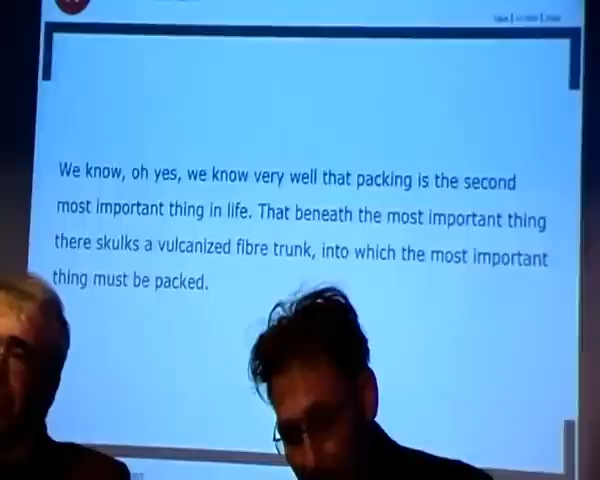 We know, oh yes, we know very well that packing is the second
most important thing in life. That beneath the most important thing
there skulks a vulcanized fibre trunk, into which the most important
thing must be packed.